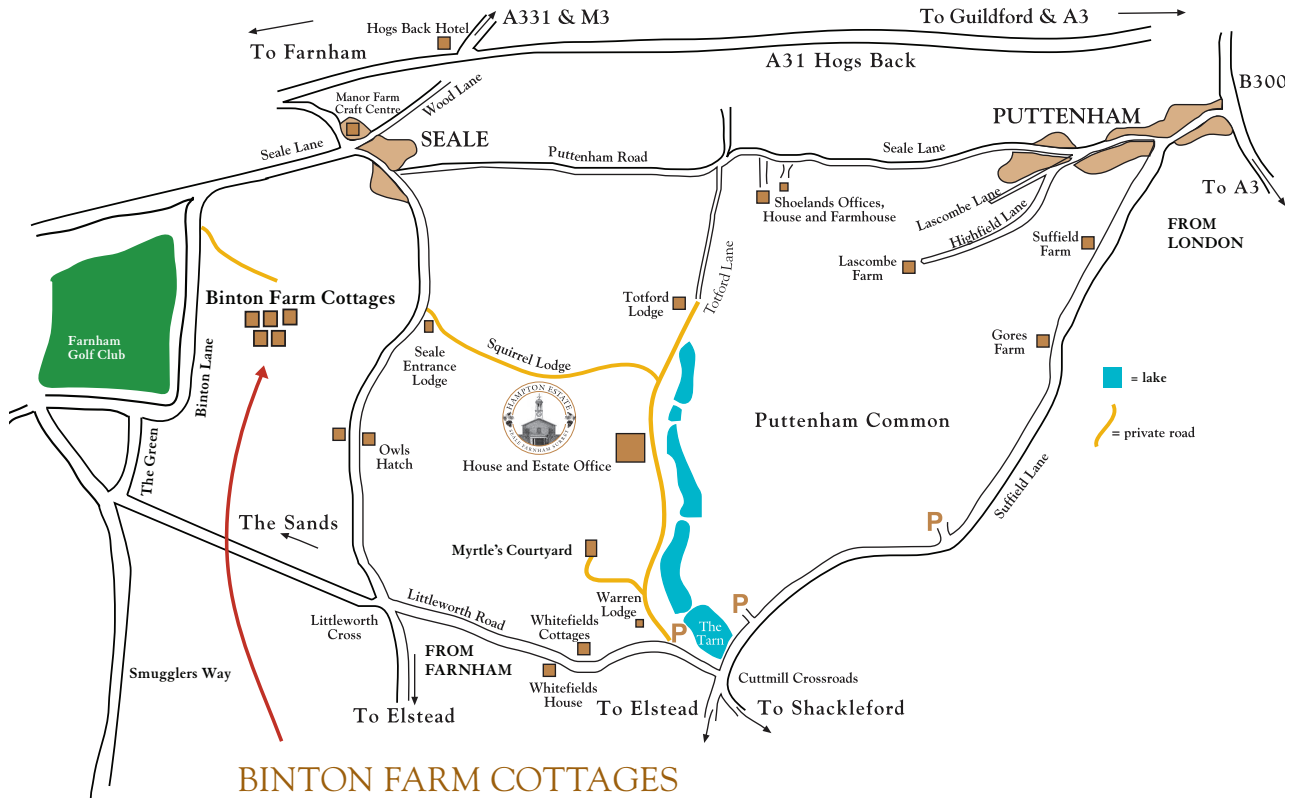 A331 & M3
To Guildford & A3
Hogs Back Hotel
To Farnham
A31 Hogs Back
B300
Manor Farm
Craft Centre
Wood Lane
PUTTENHAM
SEALE
Seale Lane
Puttenham Road
Seale Lane
To A3
Shoelands Offices,
House and Farmhouse
Lascombe Lane
Highfield Lane
FROM
LONDON
Suffield
Farm
Lascombe
Farm
Totford Lane
Binton Farm Cottages
Totford
Lodge
Farnham
Golf Club
Binton Lane
Seale
Entrance
Lodge
Squirrel Lodge
Gores
Farm
= lake
HAMPTON ESTATE
SEALE FARNHAM SURREY
Puttenham Common
= private road
The Green
Owls
Hatch
House and Estate Office
Suffield Lane
The Sands
P
Myrtle's Courtyard
Littleworth Road
Warren
Lodge
P
Littleworth
Cross
Whitefields
Cottages
P
The
Tarn
FROM
FARNHAM
Smugglers Way
Whitefields
House
Cuttmill Crossroads
To Elstead
To Elstead
To Shackleford
BINTON FARM COTTAGES